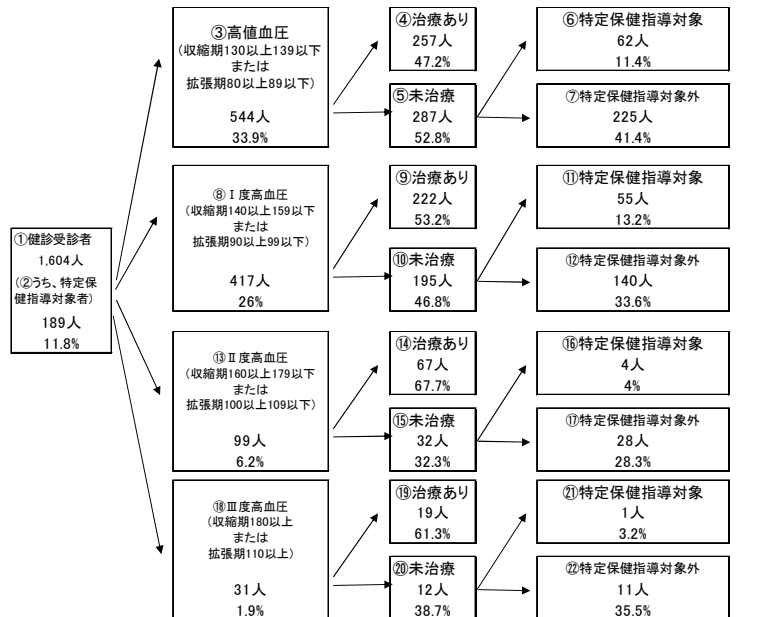 ①健診受診者
1,604人
(②うち、特定保
健指導対象者)
189人
11.8%
③高値血圧
(収縮期130以上139以下
または
拡張期80以上89以下)
544人
33.9%
④治療あり
257人
47.2%
⑤未治療
287人
52.8%
⑥特定保健指導対象
62人
11.4%
⑦特定保健指導対象外
225人
41.4%
⑧Ⅰ度高血圧
(収縮期140以上159以下
または
拡張期90以上99以下)
417人
26%
⑨治療あり
222人
53.2%
⑩未治療
195人
46.8%
⑪特定保健指導対象
55人
13.2%
⑫特定保健指導対象外
140人
33.6%
⑬Ⅱ度高血圧
(収縮期160以上179以下
または
拡張期100以上109以下)
99人
6.2%
⑭治療あり
67人
67.7%
⑮未治療
32人
32.3%
⑯特定保健指導対象
4人
4%
⑰特定保健指導対象外
28人
28.3%
⑱Ⅲ度高血圧
(収縮期180以上
または
拡張期110以上)
31人
1.9%
⑲治療あり
19人
61.3%
⑳未治療
12人
38.7%
㉑特定保健指導対象
1人
3.2%
㉒特定保健指導対象外
11人
35.5%